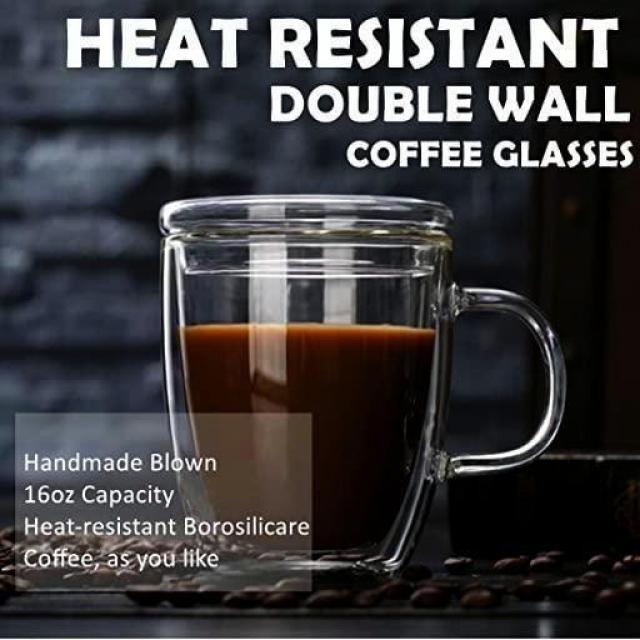 HEAT RESISTANT
DOUBLE WALL
COFFEE GLASSES
Handmade Blown
16oz Capacity
Heat-resistant Borosilicare
Coffee, as you like